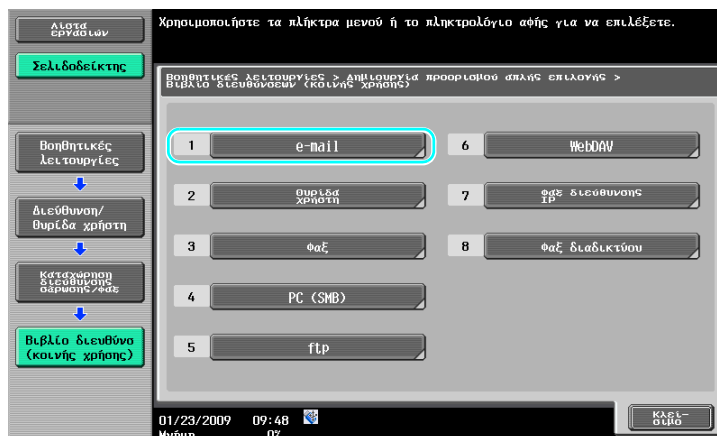 Λίστα
εργασιών
Χρησιμοποιήστε τα πλήκτρα μενού ή το πληκτρολόγιο αφής για να επιλέξετε.
Σελιδοδείκτης
Βοηθητικές λειτουργίες > Δημιουργία προορισμού απλής επιλογής >
Βιβλίο διευθύνσεων (κοινής χρήσης)
Βοηθητικές
λειτουργίες
Διεύθυνση/
Θυρίδα χρήστη
Καταχώρηση
διεύθυνσης
σάρωσης/φαξ
Βιβλίο διευθύνσ
(κοινής χρήσης)
1 e-mail
2 Θυρίδα
χρήστη
3 Φαξ
4 PC (SMB)
5 ftp
6 WebDAV
7 Φαξ διεύθυνσης
IP
8 Φαξ διαδικτύου
01/23/2009 09:48
Μνήμη 0%
Κλεί-
σιμο